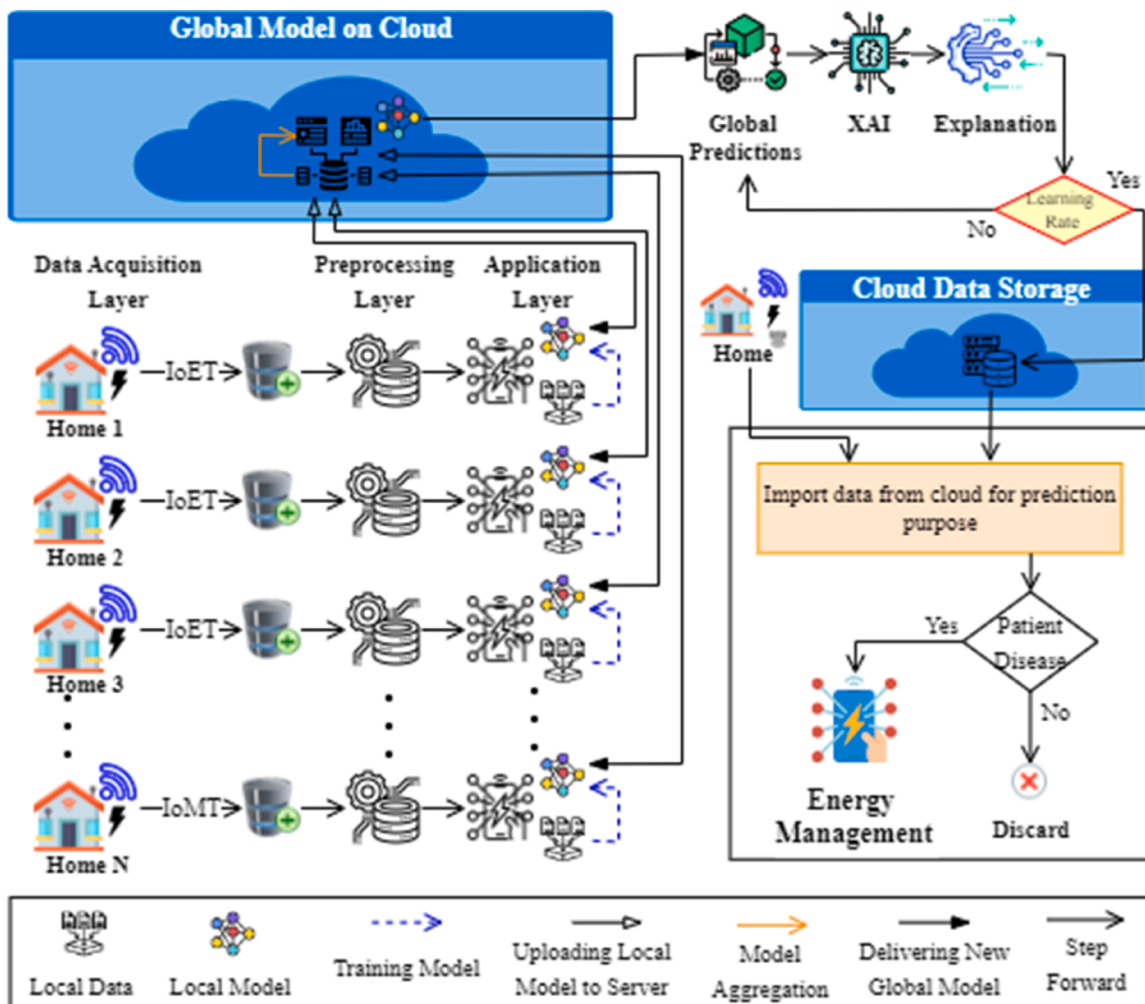 Global Model on Cloud
Global
Predictions
XAI
Explanation
Learning
Rate
Yes
No
Data Acquisition
Layer
Preprocessing
Layer
Application
Layer
Cloud Data Storage
Home
Home 1
IoET
Home 2
IoET
Home 3
IoET
Home N
IoMT
Import data from cloud for prediction
purpose
Patient
Disease
Yes
No
Energy
Management
Discard
Local Data
Local Model
Training Model
Uploading Local
Model to Server
Model
Aggregation
Delivering New
Global Model
Step
Forward